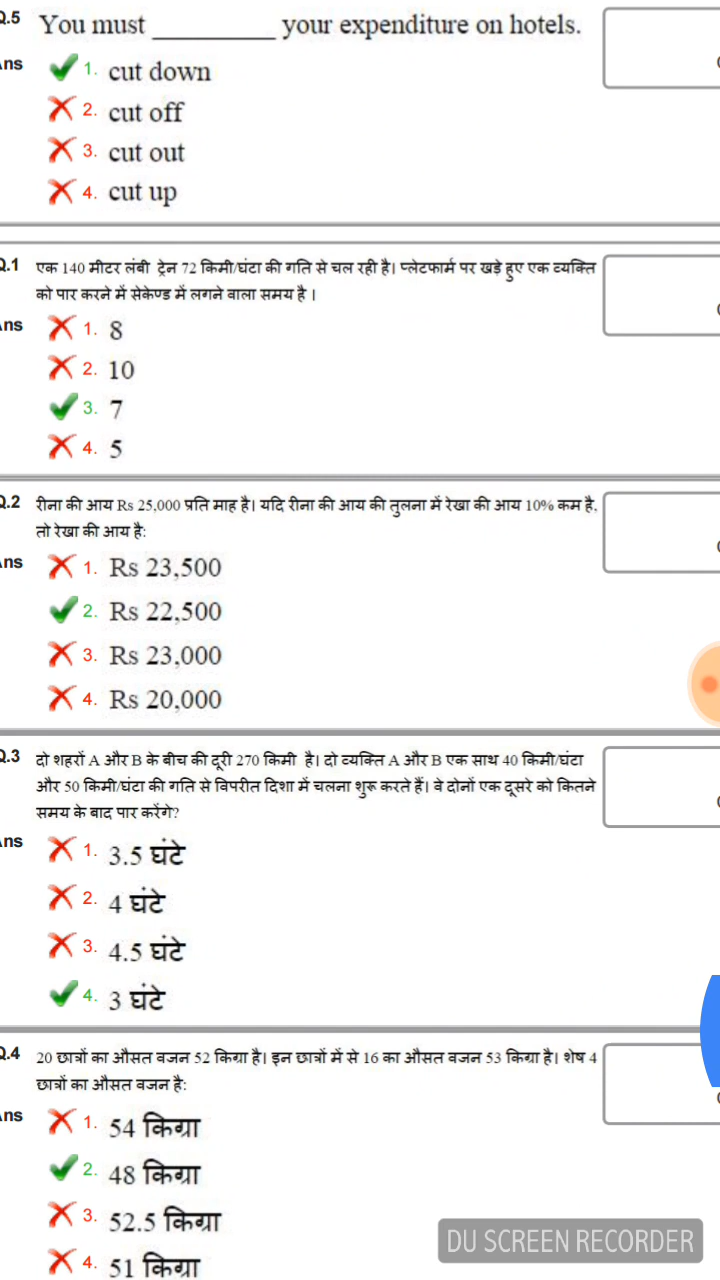 Q.5 You must _________ your expenditure on hotels.
Ans 1. cut down
2. cut off
3. cut out
4. cut up
Q.1 एक 140 मीटर लंबी ट्रेन 72 किमी/घंटा की गति से चल रही है। प्लेटफार्म पर खड़े हुए एक व्यक्ति
को पार करने में सेकेण्ड में लगने वाला समय है ।
Ans 1. 8
2. 10
3. 7
4. 5
Q.2 रीना की आय Rs 25,000 प्रति माह है। यदि रीना की आय की तुलना में रेखा की आय 10% कम है,
तो रेखा की आय है:
Ans 1. Rs 23,500
2. Rs 22,500
3. Rs 23,000
4. Rs 20,000
Q.3 दो शहरों A और B के बीच की दूरी 270 किमी है। दो व्यक्ति A और B एक साथ 40 किमी/घंटा
और 50 किमी/घंटा की गति से विपरीत दिशा में चलना शुरू करते हैं। वे दोनों एक दूसरे को कितने
समय के बाद पार करेंगे?
Ans 1. 3.5 घंटे
2. 4 घंटे
3. 4.5 घंटे
4. 3 घंटे
Q.4 20 छात्रों का औसत वजन 52 किग्रा है। इन छात्रों में से 16 का औसत वजन 53 किग्रा है। शेष 4
छात्रों का औसत वजन है:
Ans 1. 54 किग्रा
2. 48 किग्रा
3. 52.5 किग्रा
4. 51 किग्रा
DU SCREEN RECORDER